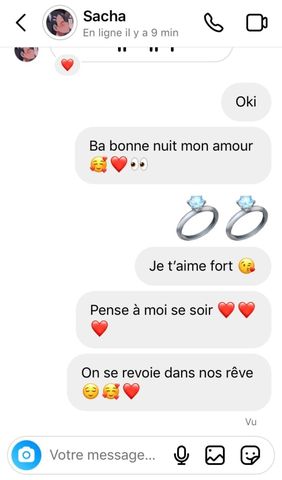 Sacha
En ligne il y a 9 min
Oki
Ba bonne nuit mon amour
🥰❤️👀
💍💍
Je t'aime fort 😘
Pense à moi se soir ❤️❤️
❤️
On se revoie dans nos rêve
😌🥰❤️
Vu
Votre message...